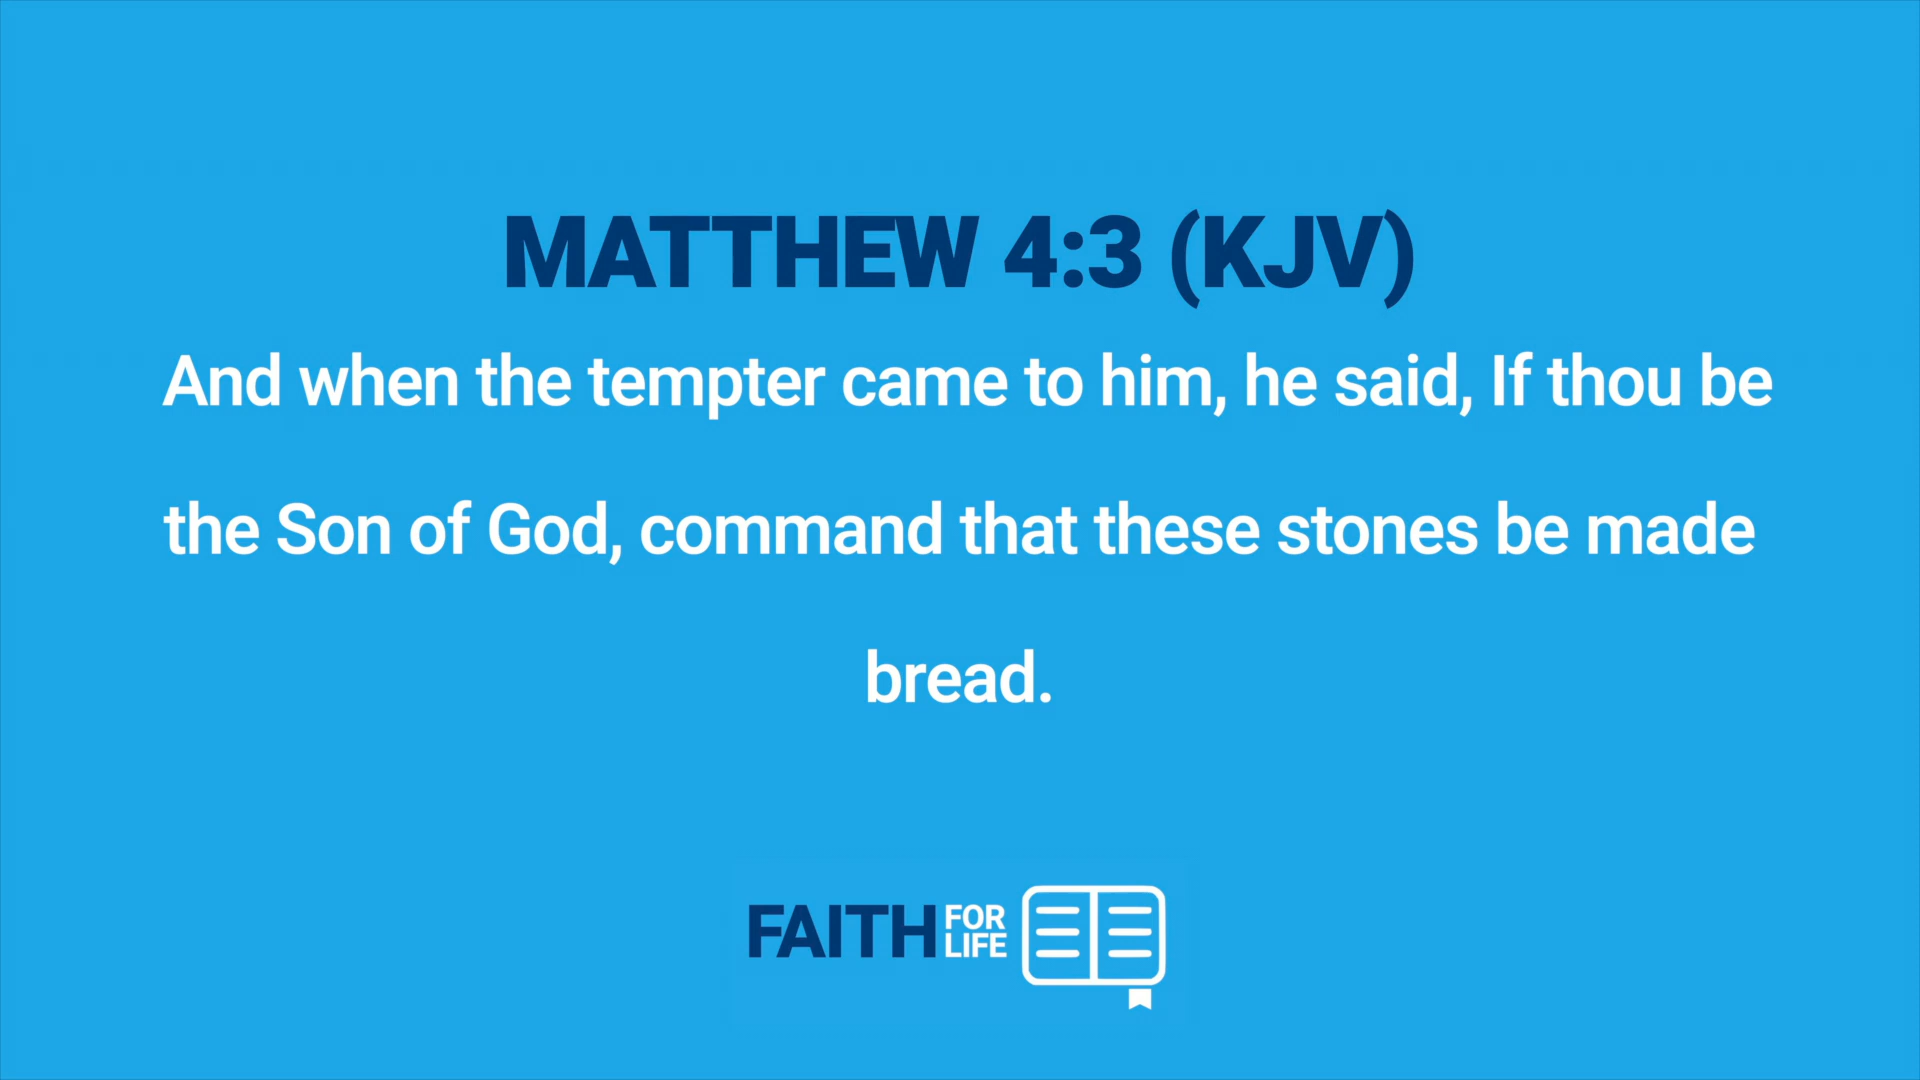 MATTHEW 4:3 (KJV)
And when the tempter came to him, he said, If thou be
the Son of God, command that these stones be made
bread.
FAITH FOR
LIFE